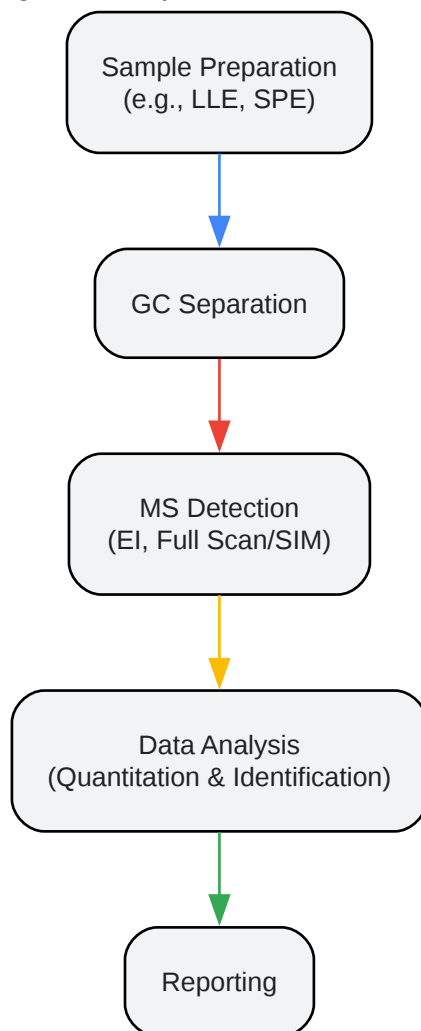 Sample Preparation
(e.g., LLE, SPE)
GC Separation
MS Detection
(EI, Full Scan/SIM)
Data Analysis
(Quantitation & Identification)
Reporting